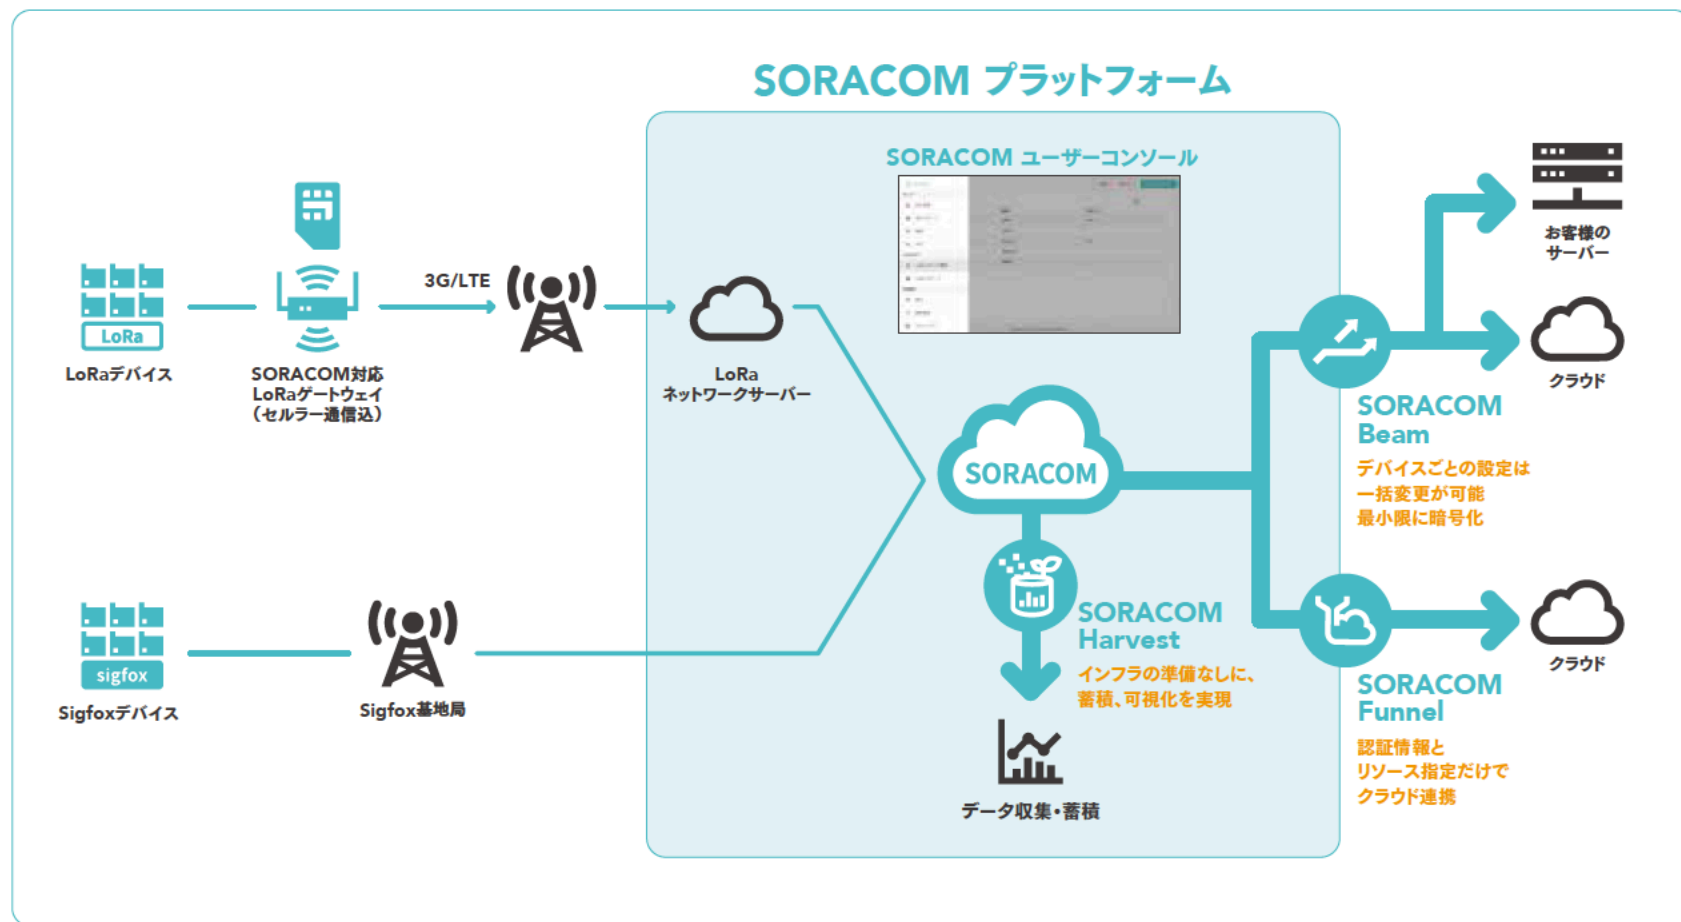 SORACOM プラットフォーム
SORACOM ユーザーコンソール
LoRa
LoRaデバイス
SORACOM対応
LoRaゲートウェイ
（セルラー通信込）
3G/LTE
LoRa
ネットワークサーバー
SORACOM
お客様の
サーバー
クラウド
SORACOM
Beam
デバイスごとの設定は
一括変更が可能
最小限に暗号化
sigfox
Sigfoxデバイス
Sigfox基地局
SORACOM
Harvest
インフラの準備なしに、
蓄積、可視化を実現
データ収集・蓄積
クラウド
SORACOM
Funnel
認証情報と
リソース指定だけで
クラウド連携